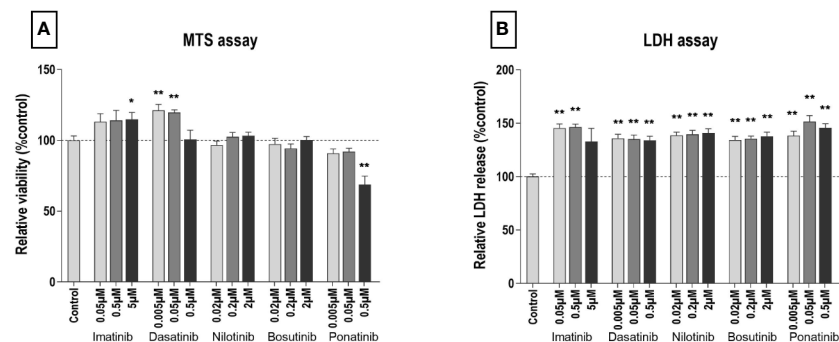 A
MTS assay
Relative viability (%control)
150
100
50
0
*
** **
**
Control
0.05µM
0.5µM
5µM
0.005µM
0.05µM
0.5µM
0.02µM
0.2µM
2µM
0.02µM
0.2µM
2µM
0.005µM
0.05µM
0.5µM
Imatinib Dasatinib Nilotinib Bosutinib Ponatinib
B
LDH assay
Relative LDH release (%control)
200
150
100
50
0
** **
** ** **
** ** **
** ** **
** ** **
Control
0.05µM
0.5µM
5µM
0.005µM
0.05µM
0.5µM
0.02µM
0.2µM
2µM
0.02µM
0.2µM
2µM
0.005µM
0.05µM
0.5µM
Imatinib Dasatinib Nilotinib Bosutinib Ponatinib